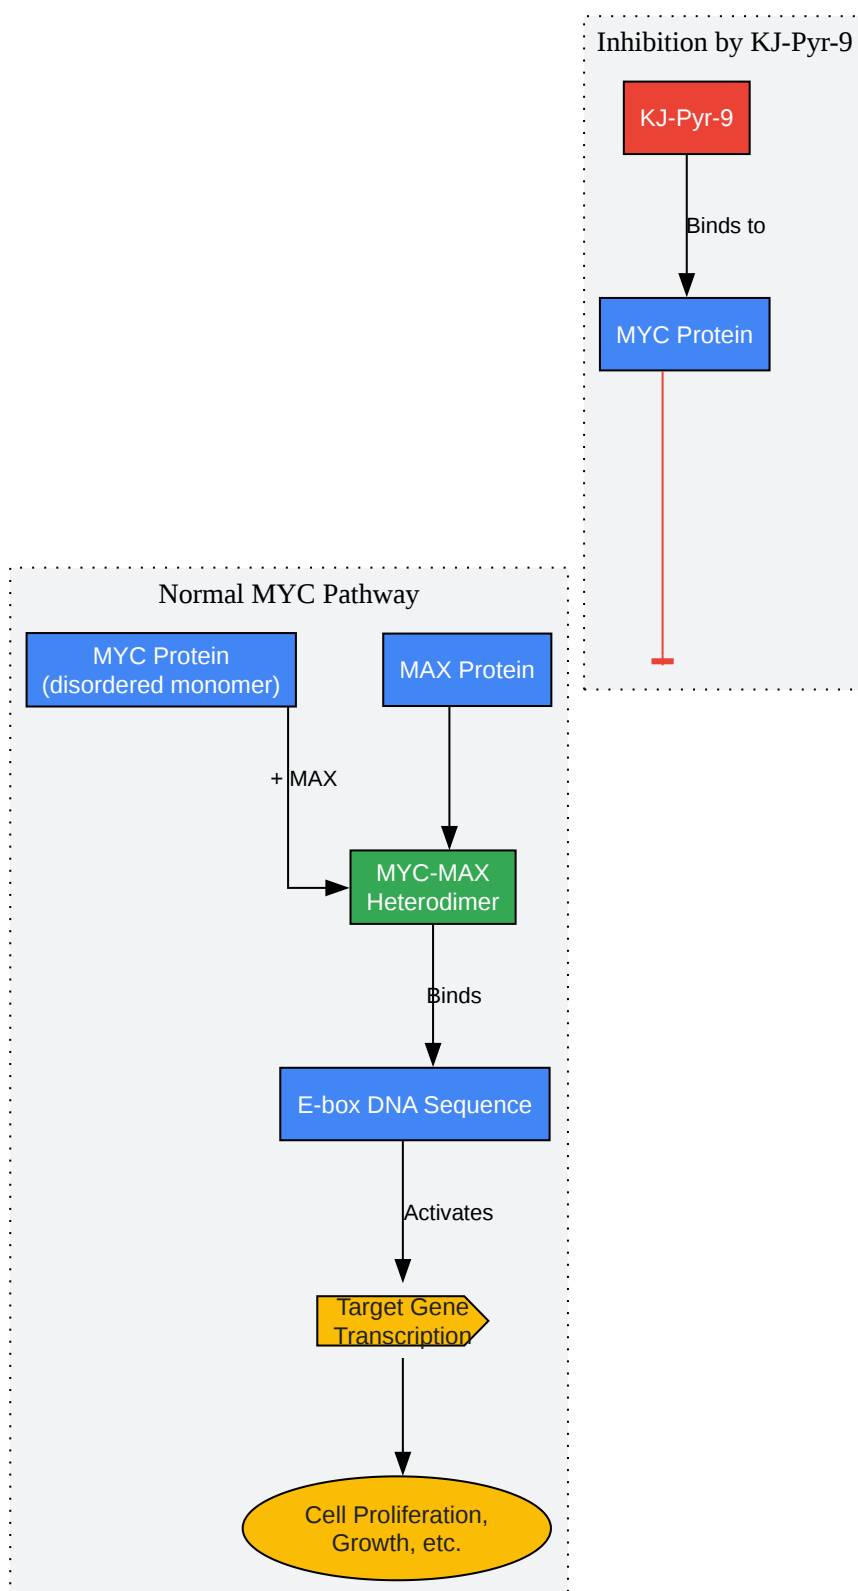 Inhibition by KJ-Pyr-9
KJ-Pyr-9
Binds to
MYC Protein
Normal MYC Pathway
MYC Protein
(disordered monomer)
MAX Protein
+ MAX
MYC-MAX
Heterodimer
Binds
E-box DNA Sequence
Activates
Target Gene
Transcription
Cell Proliferation,
Growth, etc.